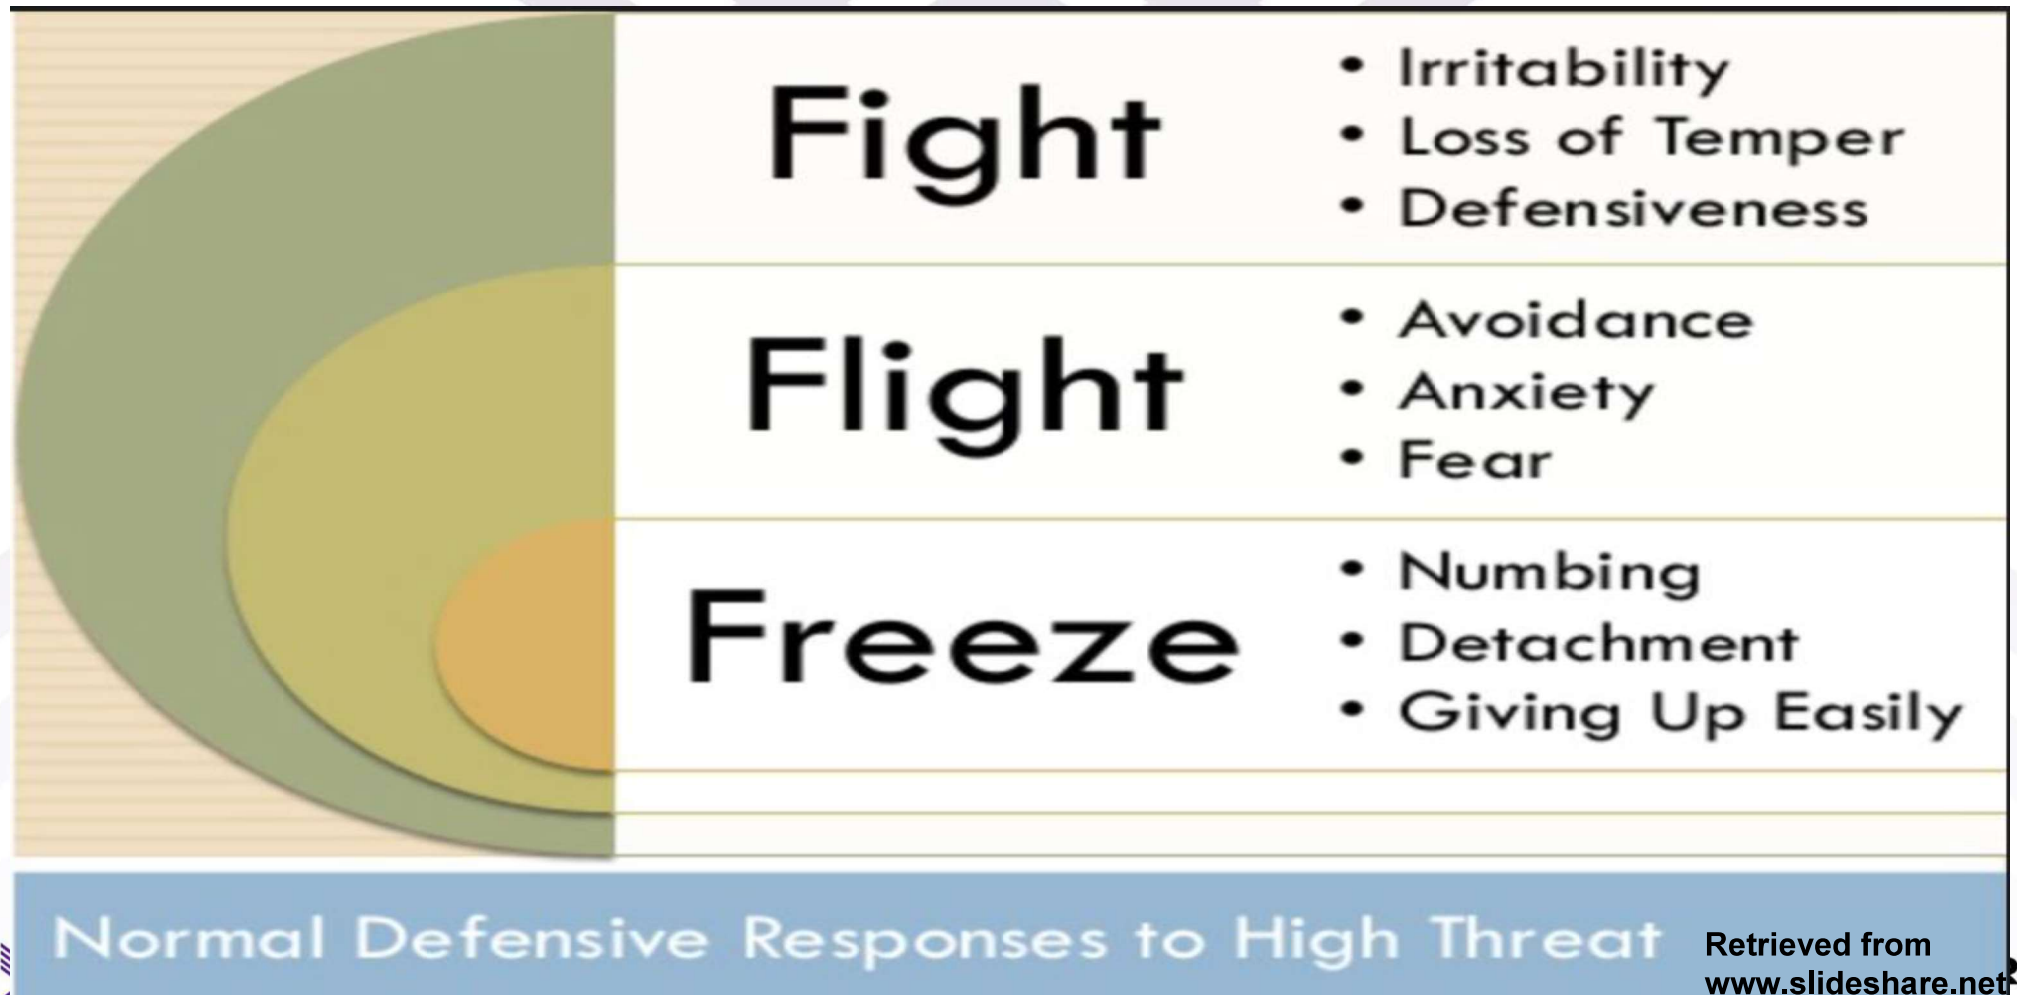 Fight
• Irritability
• Loss of Temper
• Defensiveness
Flight
• Avoidance
• Anxiety
• Fear
Freeze
• Numbing
• Detachment
• Giving Up Easily
Normal Defensive Responses to High Threat
Retrieved from
www.slideshare.net